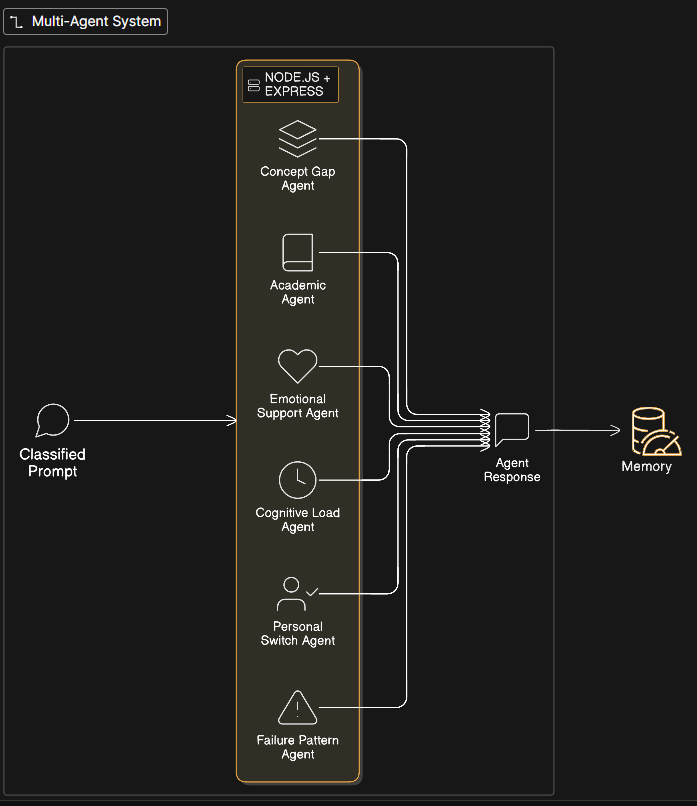 Multi-Agent System
NODE.JS +
EXPRESS
Concept Gap
Agent
Academic
Agent
Emotional
Support Agent
Classified
Prompt
Agent
Response
Memory
Cognitive Load
Agent
Personal
Switch Agent
Failure Pattern
Agent